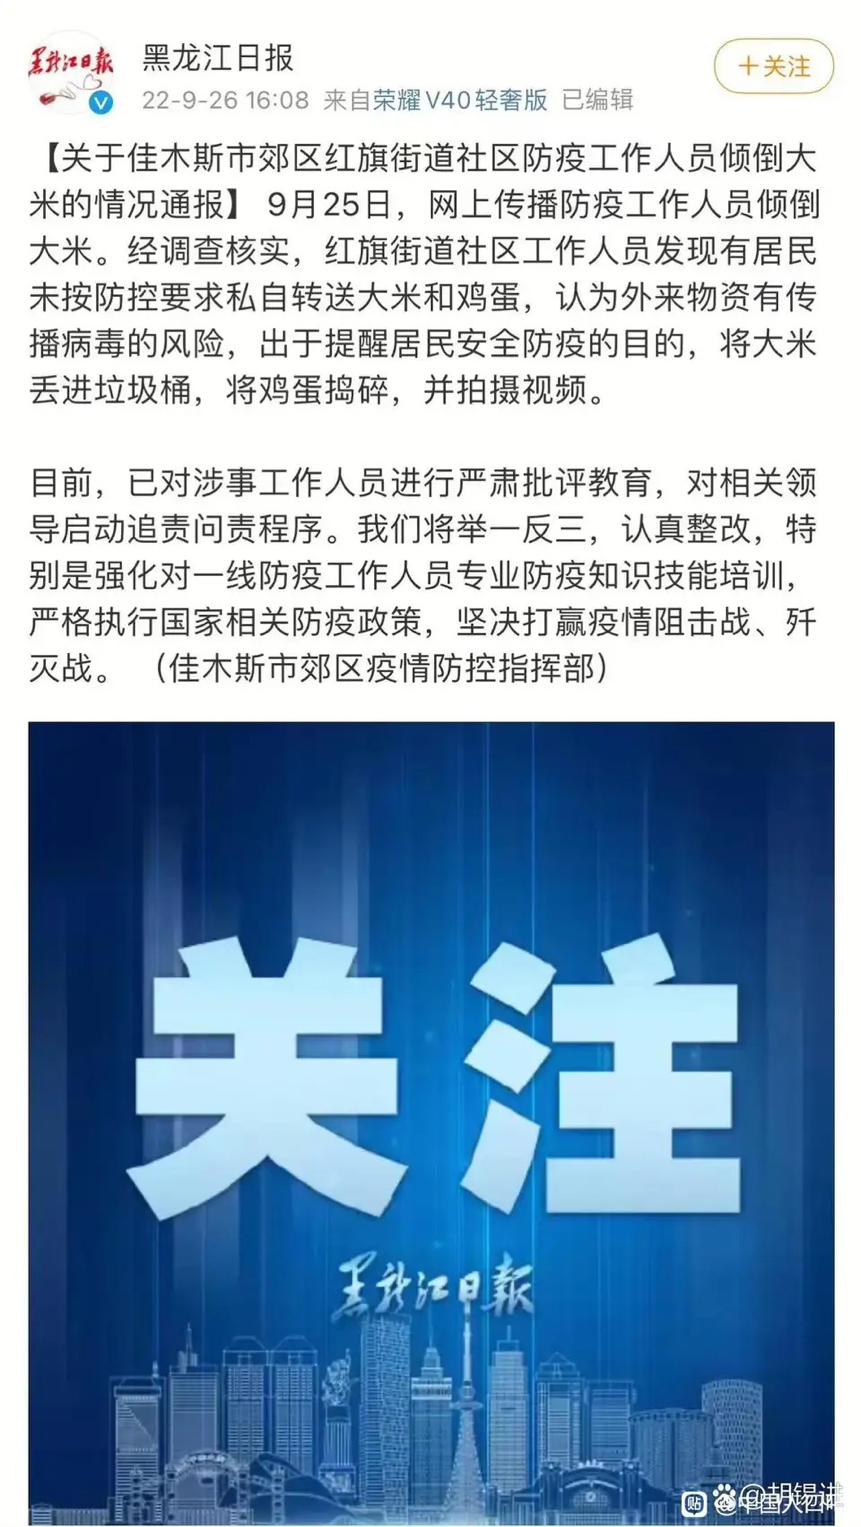 黑龙江日报
黑龙江日报
+关注
22-9-26 16:08 来自荣耀V40轻奢版 已编辑
【关于佳木斯市郊区红旗街道社区防疫工作人员倾倒大
米的情况通报】 9月25日，网上传播防疫工作人员倾倒
大米。经调查核实，红旗街道社区工作人员发现有居民
未按防控要求私自转送大米和鸡蛋，认为外来物资有传
播病毒的风险，出于提醒居民安全防疫的目的，将大米
丢进垃圾桶，将鸡蛋捣碎，并拍摄视频。
目前，已对涉事工作人员进行严肃批评教育，对相关领
导启动追责问责程序。我们将举一反三，认真整改，特
别是强化对一线防疫工作人员专业防疫知识技能培训，
严格执行国家相关防疫政策，坚决打赢疫情阻击战、歼
灭战。（佳木斯市郊区疫情防控指挥部）
关注
黑龙江日报
贴
@胡锡进